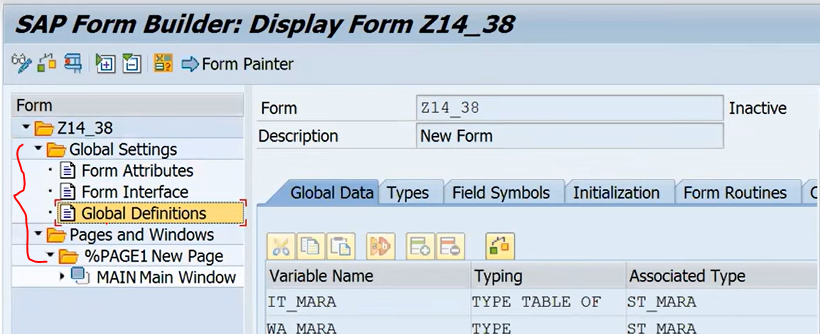 SAP Form Builder: Display Form Z14_38
Form Painter
Form
Z14_38
Global Settings
Form Attributes
Form Interface
Global Definitions
Pages and Windows
%PAGE1 New Page
MAIN Main Window
Form Z14_38 Inactive
Description New Form
Global Data Types Field Symbols Initialization Form Routines
Variable Name Typing Associated Type
IT_MARA TYPE TABLE OF ST_MARA
WA_MARA TYPE ST_MARA